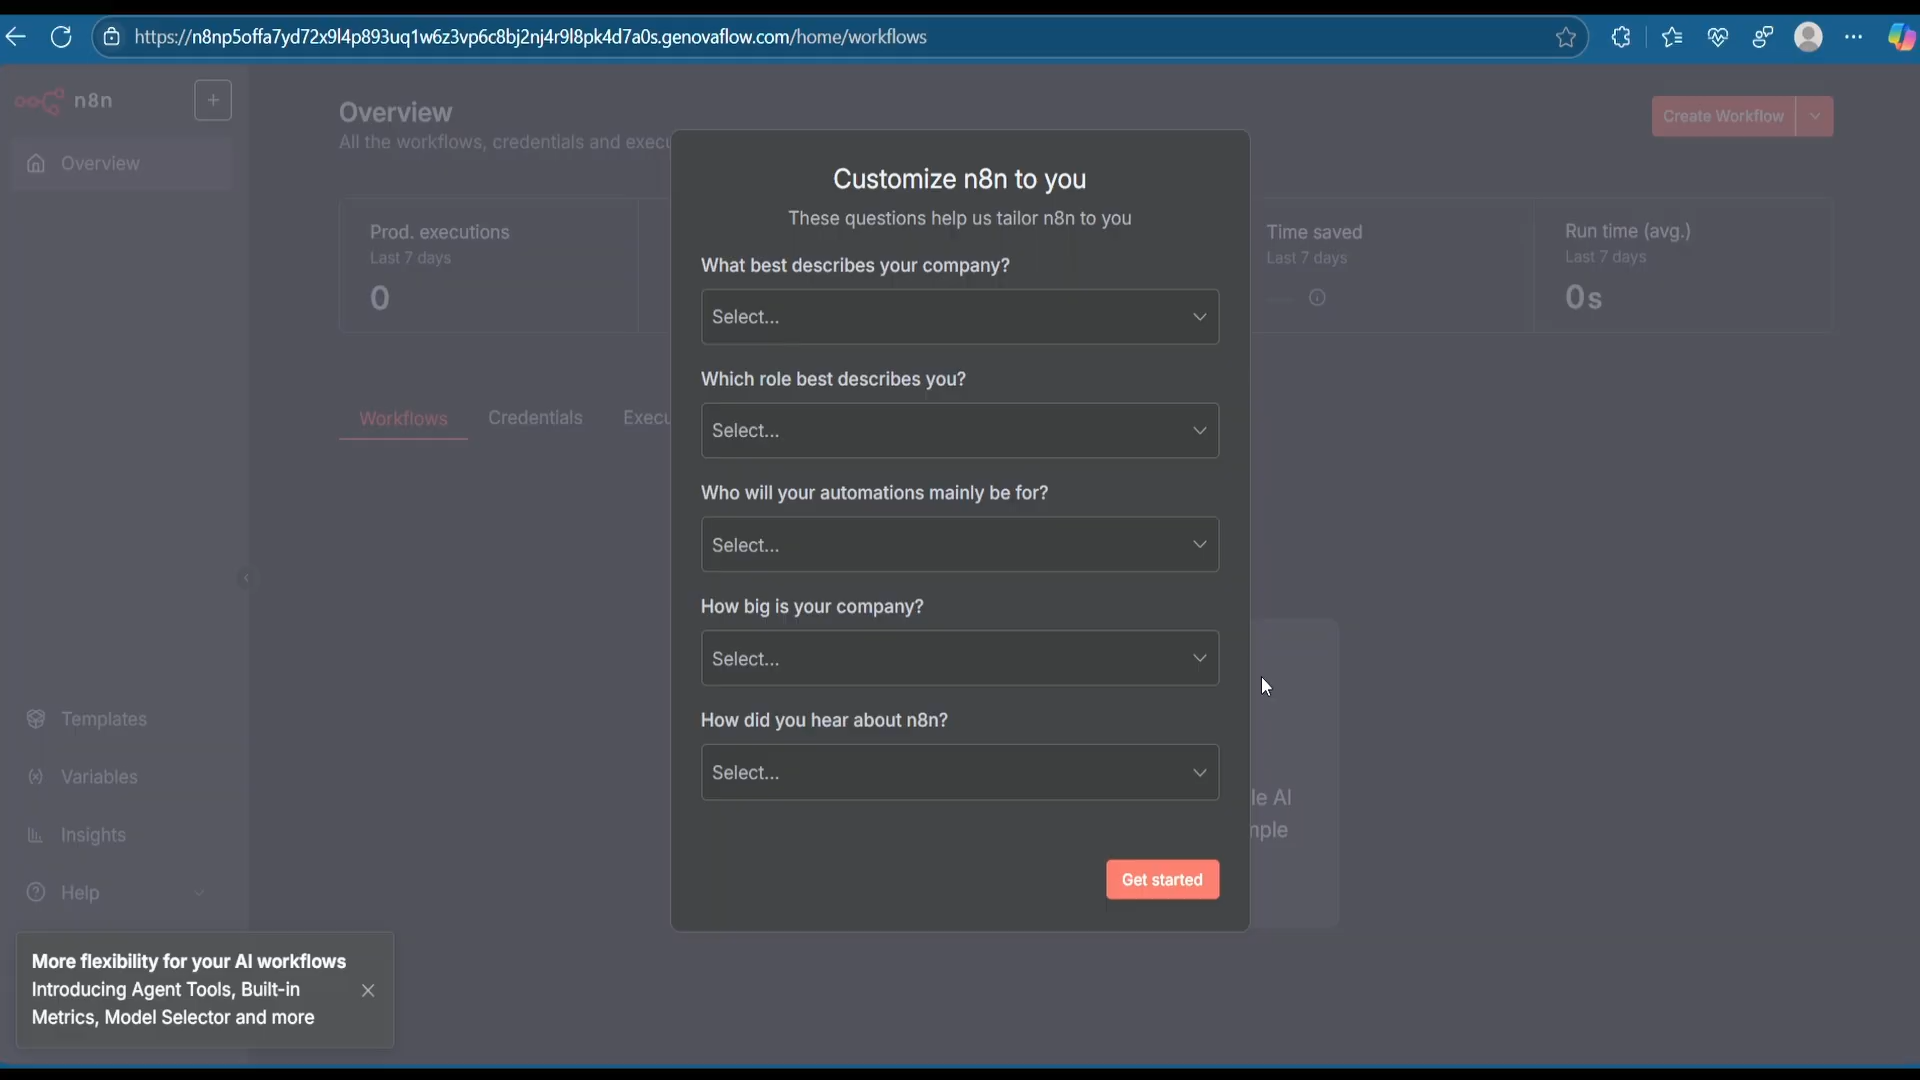 https://n8np5offa7yd72x9l4p893uq1w6z3vp6c8bj2nj4r9l8pk4d7a0s.genovaflow.com/home/workflows
n8n
+
Overview
Overview
All the workflows, credentials and execu
Create Workflow
Prod. executions
Last 7 days
0
Time saved
Last 7 days
Run time (avg.)
Last 7 days
0s
Workflows
Credentials
Execu
Customize n8n to you
These questions help us tailor n8n to you
What best describes your company?
Select...
Which role best describes you?
Select...
Who will your automations mainly be for?
Select...
How big is your company?
Select...
How did you hear about n8n?
Select...
Get started
le AI
mple
Templates
Variables
Insights
Help
More flexibility for your AI workflows
Introducing Agent Tools, Built-in
Metrics, Model Selector and more